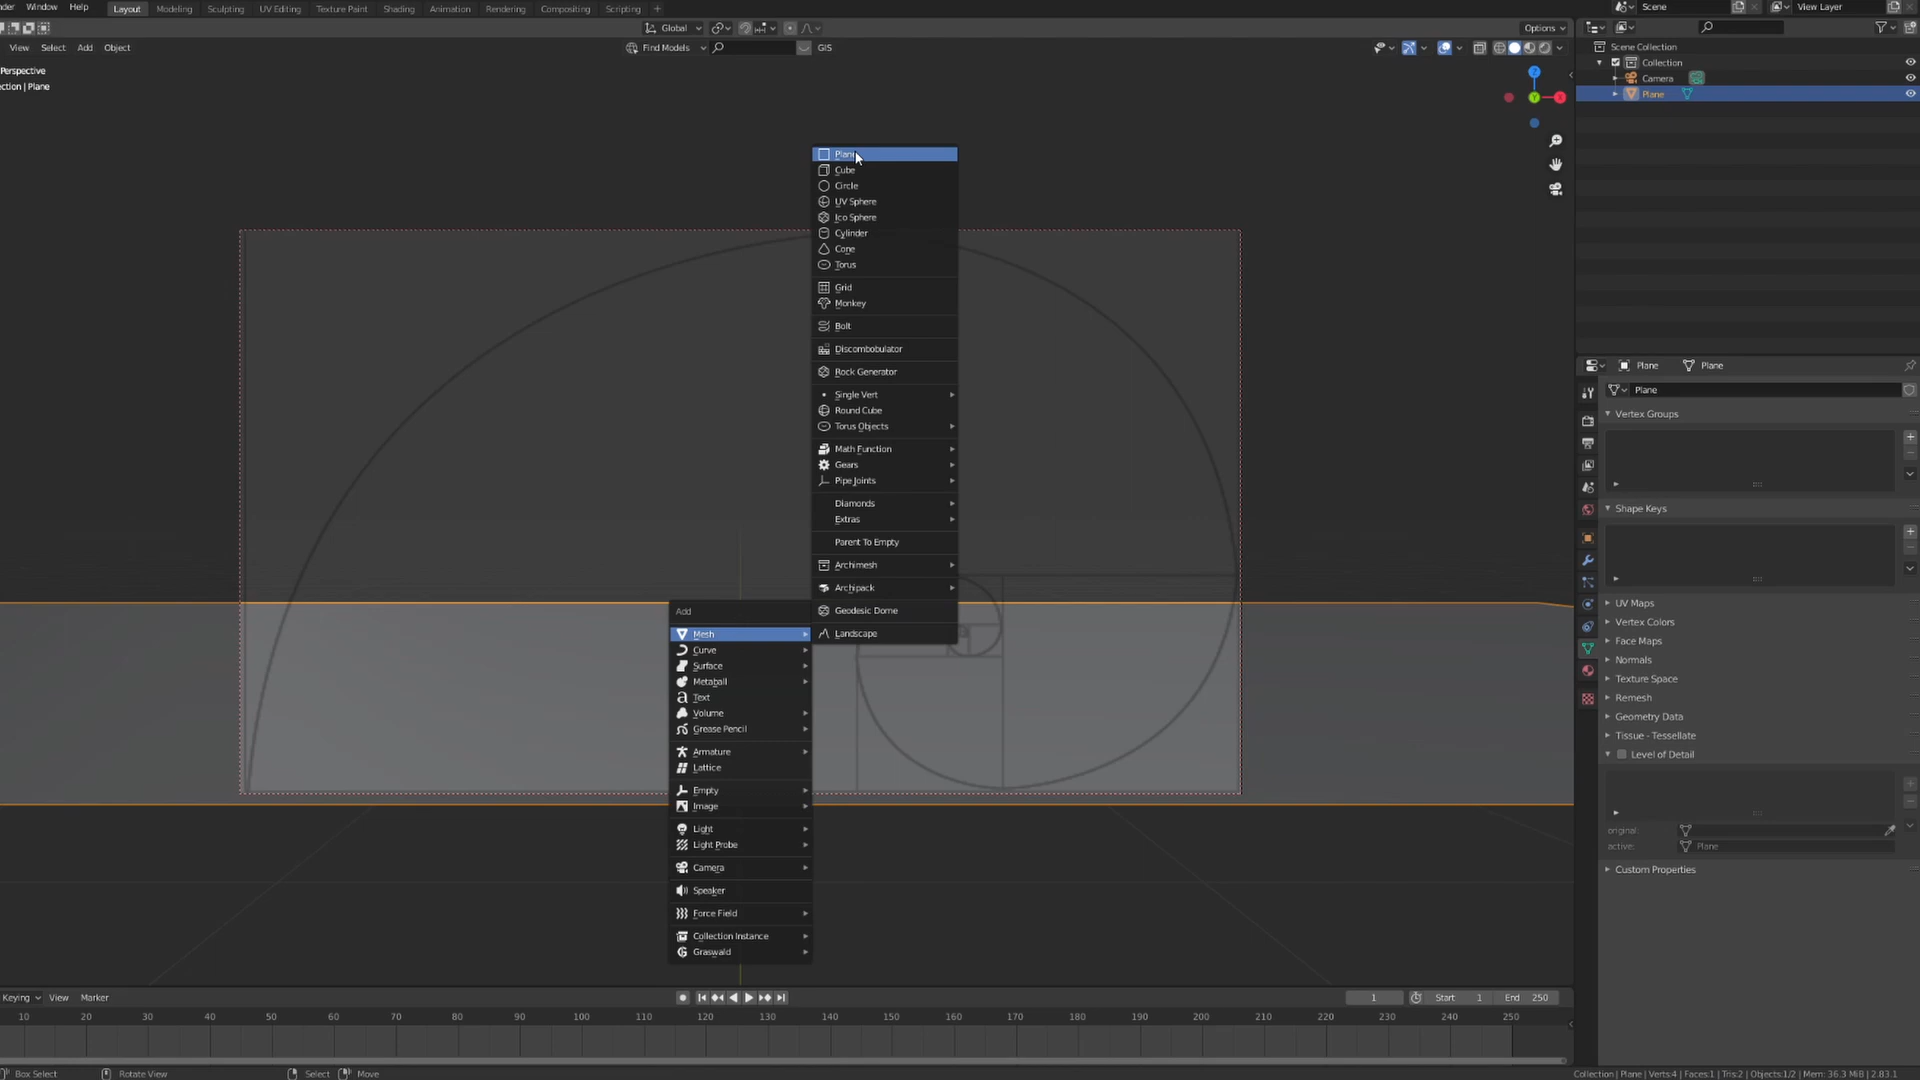 der Window Help Layout Modeling Sculpting UV Editing Texture Paint Shading Animation Rendering Compositing Scripting + Scene View Layer
Global Options
View Select Add Object Find Models GIS
Perspective
ection | Plane
Z
Y
X
Plane
Cube
Circle
UV Sphere
Ico Sphere
Cylinder
Cone
Torus
Grid
Monkey
Bolt
Discombobulator
Rock Generator
Single Vert
Round Cube
Torus Objects
Math Function
Gears
Pipe Joints
Diamonds
Extras
Parent To Empty
Archimesh
Archipack
Geodesic Dome
Landscape
Add
Mesh
Curve
Surface
Metaball
Text
Volume
Grease Pencil
Armature
Lattice
Empty
Image
Light
Light Probe
Camera
Speaker
Force Field
Collection Instance
Graswald
Scene Collection
Collection
Camera
Plane
Plane Plane
Plane
Vertex Groups
Shape Keys
UV Maps
Vertex Colors
Face Maps
Normals
Texture Space
Remesh
Geometry Data
Tissue - Tessellate
Level of Detail
original:
active: Plane
Custom Properties
Keying View Marker 1 Start 1 End 250
10 20 30 40 50 60 70 80 90 100 110 120 130 140 150 160 170 180 190 200 210 220 230 240 250
Box Select Rotate View Select Move Collection | Plane | Verts:4 | Faces:1 | Tris:2 | Objects:1/2 | Mem: 36.3 MiB | 2.83.1